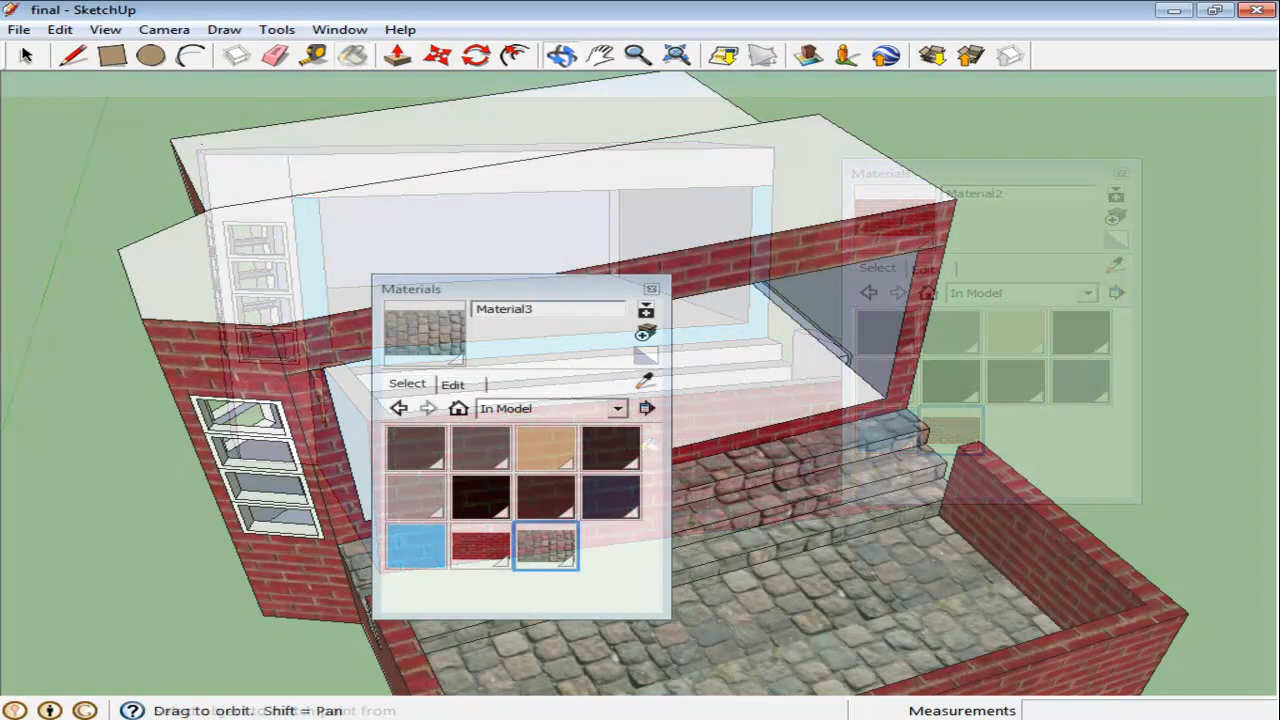 final - SketchUp
File Edit View Camera Draw Tools Window Help
Materials
Material2
Select Edit
In Model
Materials
Material3
Select Edit
In Model
Drag to orbit. Shift = Pan
Measurements